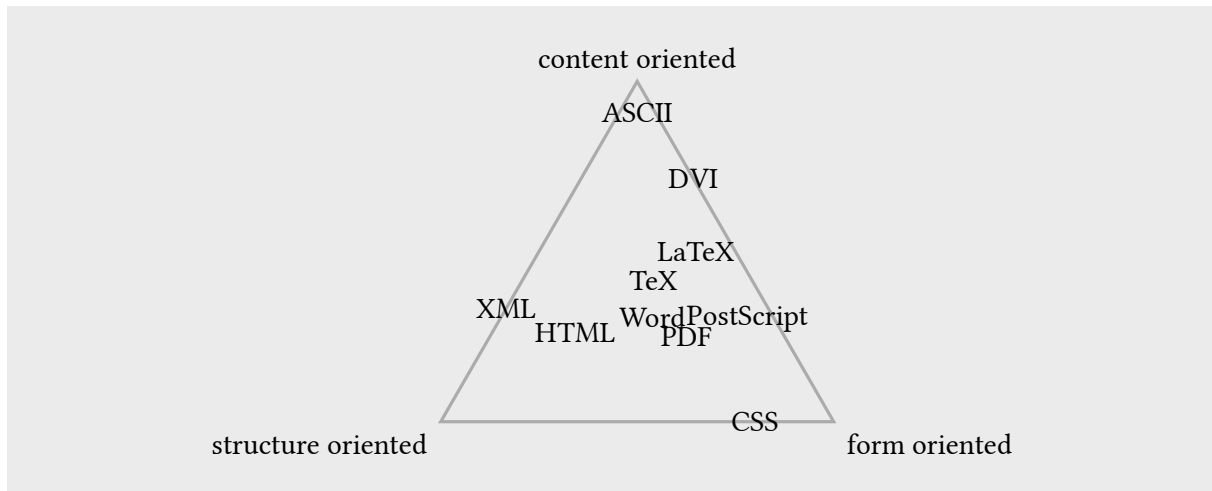 content oriented
ASCII
DVI
LaTeX
TeX
XML
WordPostScript
HTML
PDF
CSS
structure oriented
form oriented